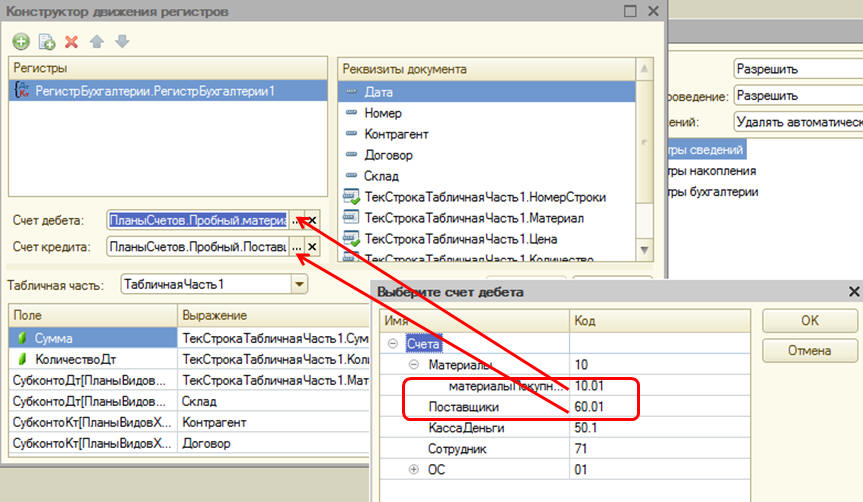 Конструктор движения регистров
Регистры
РегистрБухгалтерии.РегистрБухгалтерии1
Счет дебета: ПланыСчетов.Пробный.материа ... ×
Счет кредита: ПланыСчетов.Пробный.Постави ... ×
Реквизиты документа
Дата
Номер
Контрагент
Договор
Склад
ТекСтрокаТабличнаяЧасть1.НомерСтроки
ТекСтрокаТабличнаяЧасть1.Материал
ТекСтрокаТабличнаяЧасть1.Цена
ТекСтрокаТабличнаяЧасть1.Количество
Разрешить
роведение: Разрешить
ений: Удалять автоматическ
тры сведений
тры накопления
тры бухгалтерии
Табличная часть: ТабличнаяЧасть1
Поле Выражение
Сумма ТекСтрокаТабличнаяЧасть1.Сум
КоличествоДт ТекСтрокаТабличнаяЧасть1.Коли
СубконтоДт[ПланыВидов... ТекСтрокаТабличнаяЧасть1.Мат
СубконтоДт[ПланыВидов... Склад
СубконтоКт[ПланыВидовХ... Контрагент
СубконтоКт[ПланыВидовХ... Договор
Выберите счет дебета
Имя Код
Счета
Материалы 10
материалыПокупн... 10.01
Поставщики 60.01
КассаДеньги 50.1
Сотрудник 71
ОС 01
OK
Отмена